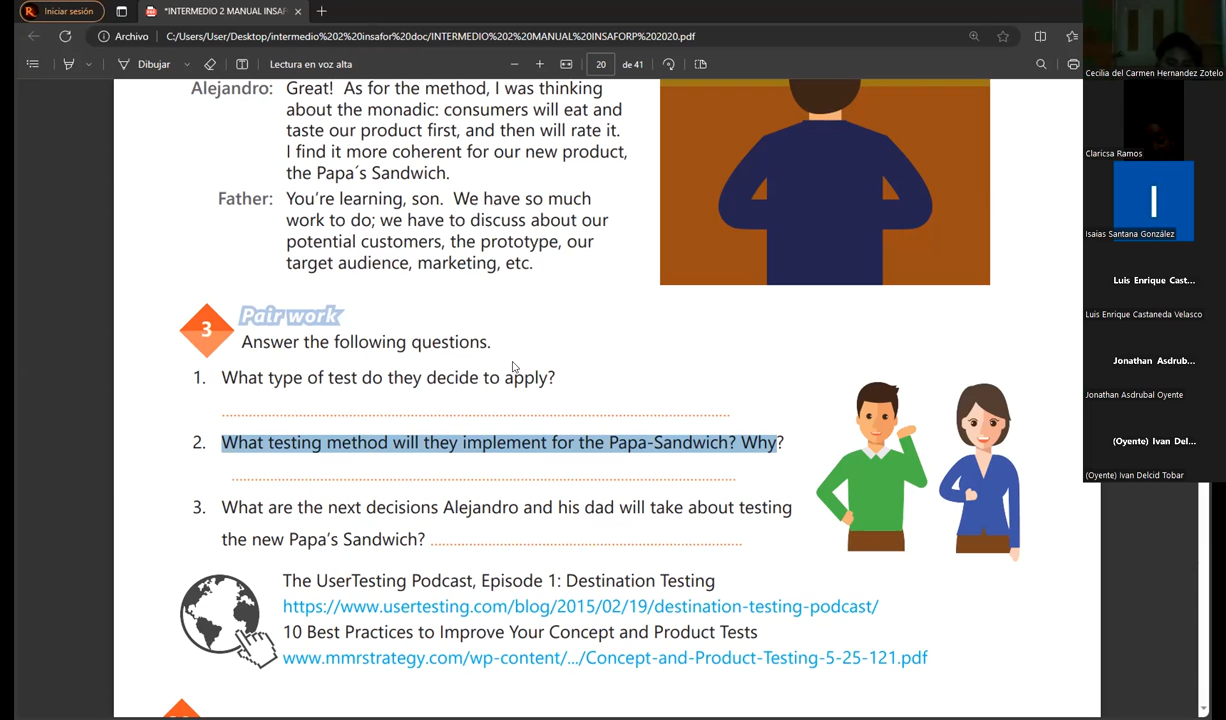 Iniciar sesión
*INTERMEDIO 2 MANUAL INSAF
Archivo
C:/Users/User/Desktop/intermedio%202%20insafor%20doc/INTERMEDIO%202%20MANUAL%20INSAFORP%202020.pdf
Dibujar
Lectura en voz alta
20 de 41
Alejandro: Great! As for the method, I was thinking
about the monadic: consumers will eat and
taste our product first, and then will rate it.
I find it more coherent for our new product,
the Papa´s Sandwich.
Father: You're learning, son. We have so much
work to do; we have to discuss about our
potential customers, the prototype, our
target audience, marketing, etc.
3
Pair work
Answer the following questions.
1. What type of test do they decide to apply?
2. What testing method will they implement for the Papa-Sandwich? Why?
3. What are the next decisions Alejandro and his dad will take about testing
the new Papa's Sandwich?
The UserTesting Podcast, Episode 1: Destination Testing
https://www.usertesting.com/blog/2015/02/19/destination-testing-podcast/
10 Best Practices to Improve Your Concept and Product Tests
www.mmrstrategy.com/wp-content/.../Concept-and-Product-Testing-5-25-121.pdf
Cecilia del Carmen Hernandez Zotelo
Claricsa Ramos
I
Isaias Santana González
Luis Enrique Cast...
Luis Enrique Castaneda Velasco
Jonathan Asdrub...
Jonathan Asdrubal Oyente
(Oyente) Ivan Del...
(Oyente) Ivan Delcid Tobar